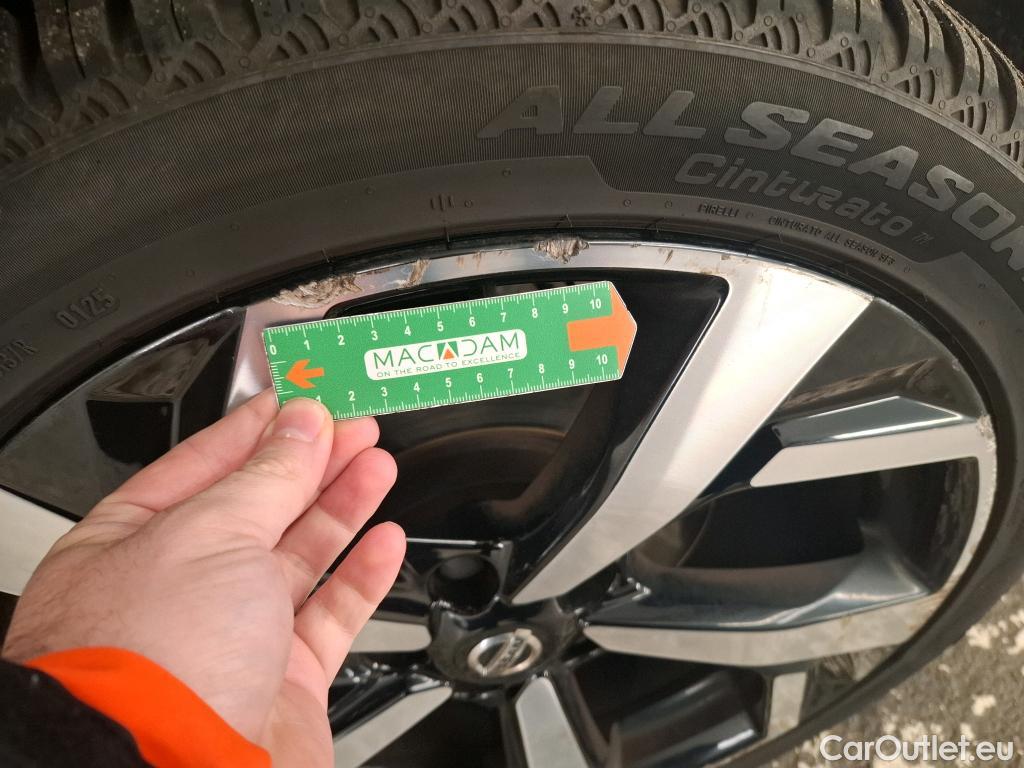 ALL SEASON
Cinturato™
PIRELLI
CINTURATO ALL SEASON SF3
0125
0 1 2 3 4 5 6 7 8 9 10
MACADAM
ON THE ROAD TO EXCELLENCE
1 2 3 4 5 6 7 8 9 10
CarOutlet.eu